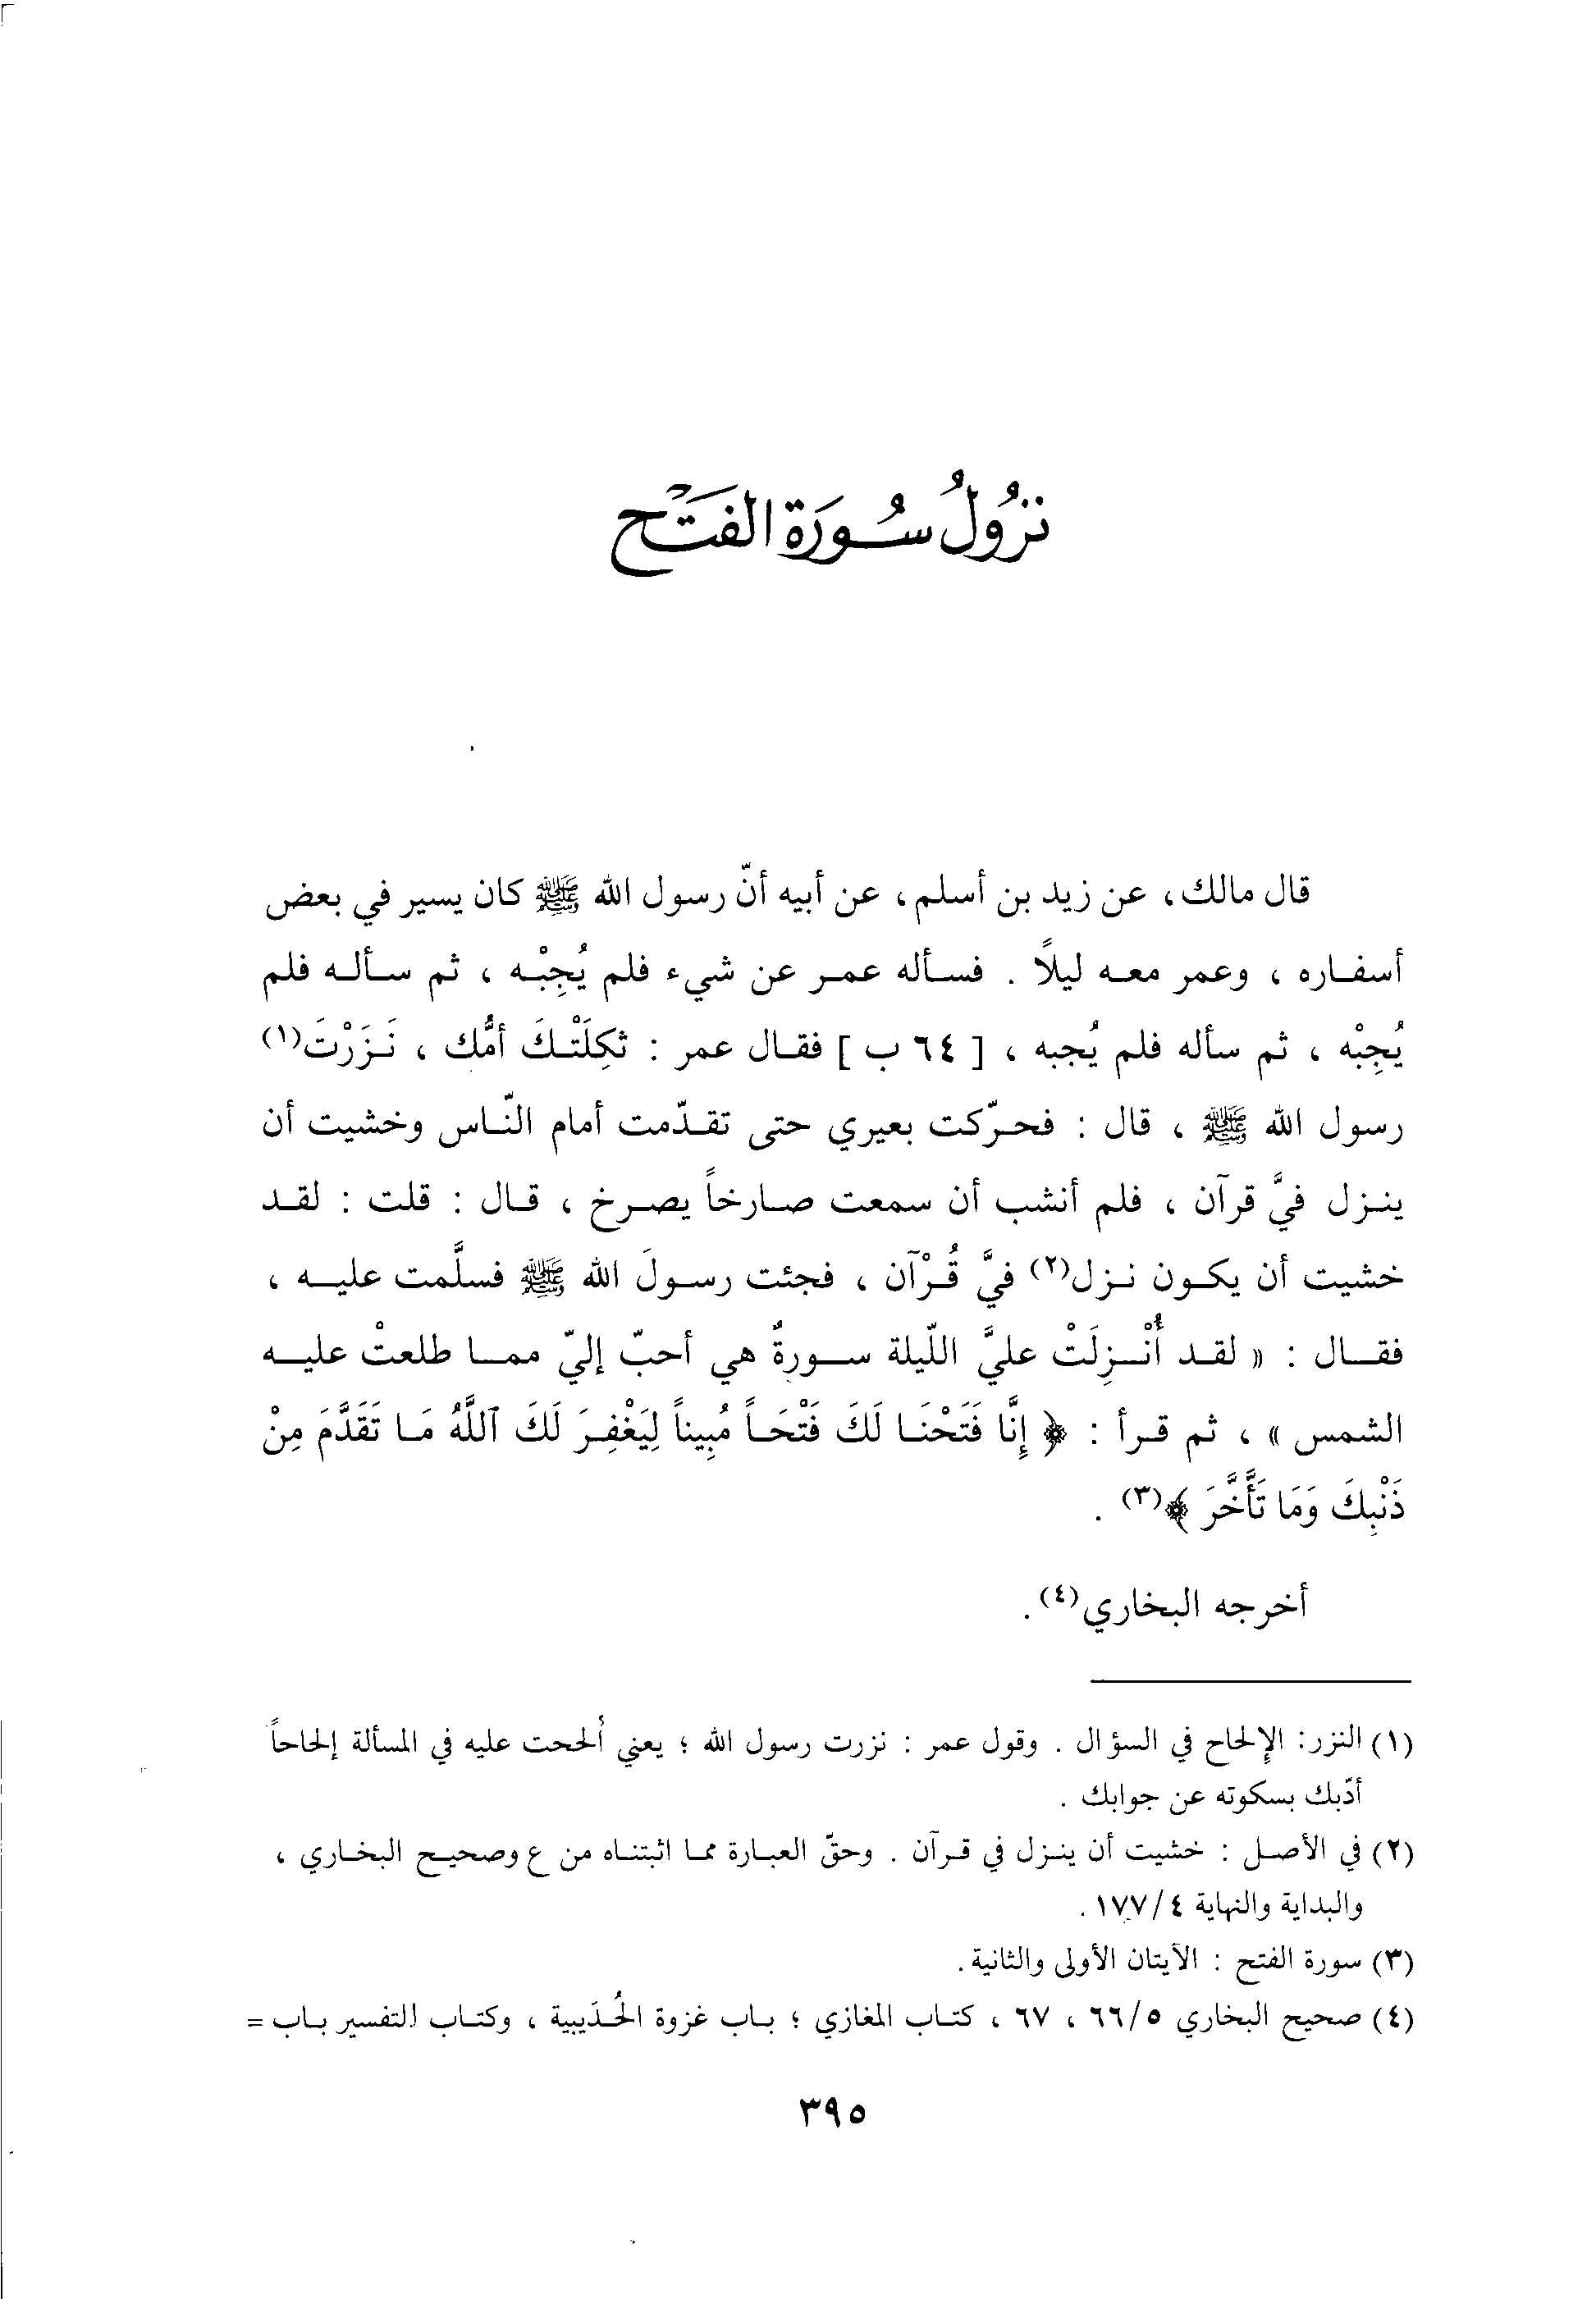 نزُولُ سُورَة الفَتْح
قال مالك، عن زيد بن أسلم، عن أبيه أنّ رسول الله ﷺ كان يسير في بعض
أسفاره ، وعمر معه ليلاً . فسأله عمر عن شيء فلم يُجِبْه ، ثم سأله فلم
يُجِبْه ، ثم سأله فلم يُجبه ، [ ٦٤ ب ] فقال عمر : ثكِلَتْكَ أمُّك ، نَزَرْتَ(١)
رسول الله ﷺ ، قال : فحرّكت بعيري حتى تقدّمت أمام النّاس وخشيت أن
ينزل فيَّ قرآن ، فلم أنشب أن سمعت صارخاً يصرخ ، قال : قلت : لقد
خشيت أن يكون نزل(٢) فيَّ قُرْآن ، فجئت رسولَ الله ﷺ فسلَّمت عليه ،
فقال : « لقد أُنْزِلَتْ عليَّ اللّيلة سورةٌ هي أحبّ إليّ مما طلعتْ عليه
الشمس » ، ثم قرأ : ﴿ إِنَّا فَتَحْنَا لَكَ فَتْحَاً مُبِيناً لِيَغْفِرَ لَكَ ٱللَّهُ مَا تَقَدَّمَ مِنْ
ذَنْبِكَ وَمَا تَأَخَّرَ ﴾(٣) .
أخرجه البخاري(٤) .
(١) النزر: الإلحاح في السؤال . وقول عمر : نزرت رسول الله ؛ يعني ألححت عليه في المسألة إلحاحاً
أدّبك بسكوته عن جوابك .
(٢) في الأصل : خشيت أن ينزل في قرآن . وحقّ العبارة مما اثبتناه من ع وصحيح البخاري ،
والبداية والنهاية ٤/١٧٧ .
(٣) سورة الفتح : الآيتان الأولى والثانية .
(٤) صحيح البخاري ٥/٦٦ ، ٦٧ ، كتاب المغازي ؛ باب غزوة الحُدَيبية ، وكتاب التفسير باب =
٣٩٥